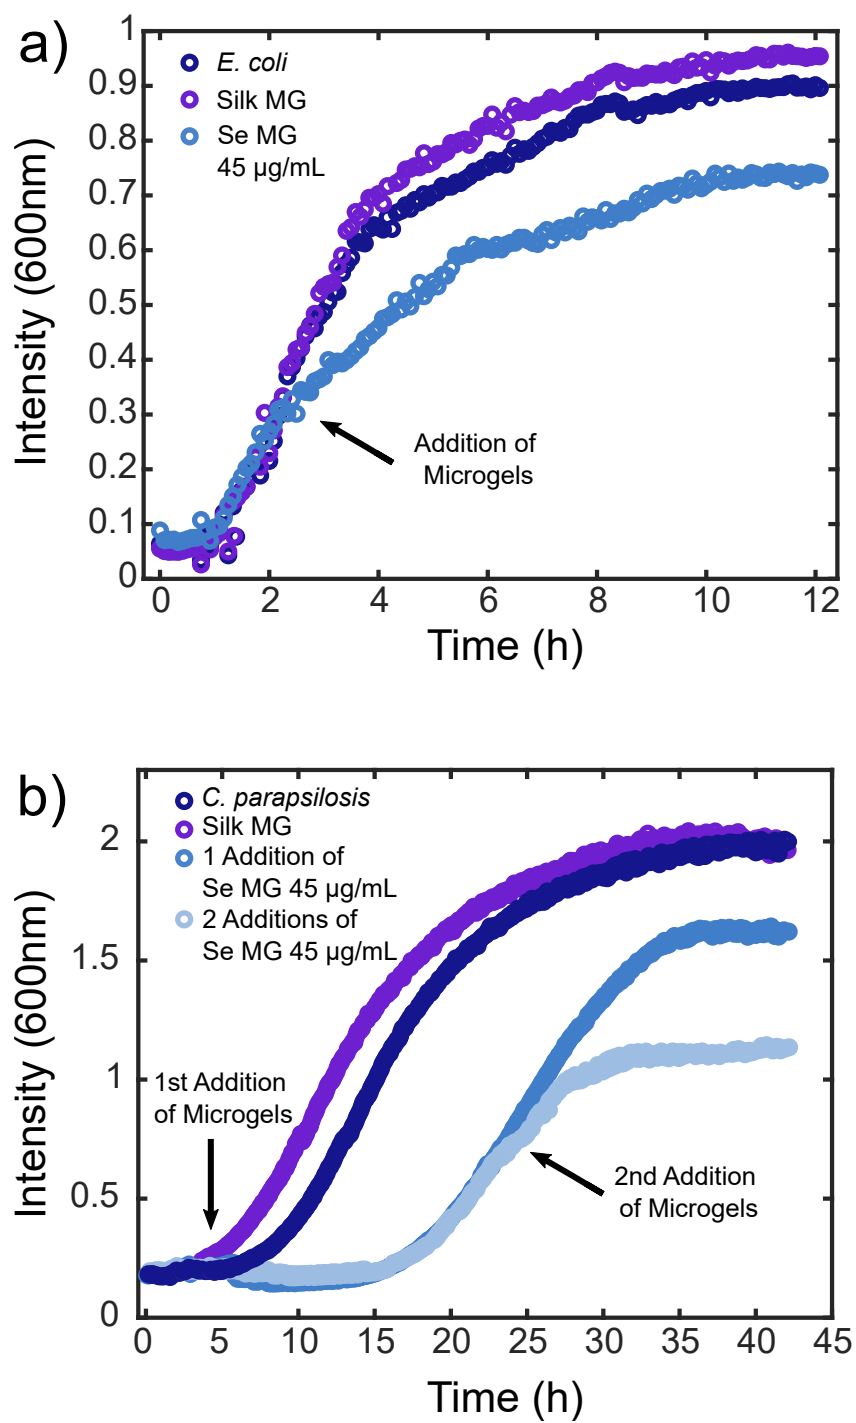 a)
E. coli
Silk MG
Se MG
45 µg/mL
Intensity (600nm)
1
0.9
0.8
0.7
0.6
0.5
0.4
0.3
0.2
0.1
0
Addition of
Microgels
0 2 4 6 8 10 12
Time (h)
b)
C. parapsilosis
Silk MG
1 Addition of
Se MG 45 µg/mL
2 Additions of
Se MG 45 µg/mL
Intensity (600nm)
2
1.5
1
0.5
0
1st Addition
of Microgels
2nd Addition
of Microgels
0 5 10 15 20 25 30 35 40 45
Time (h)